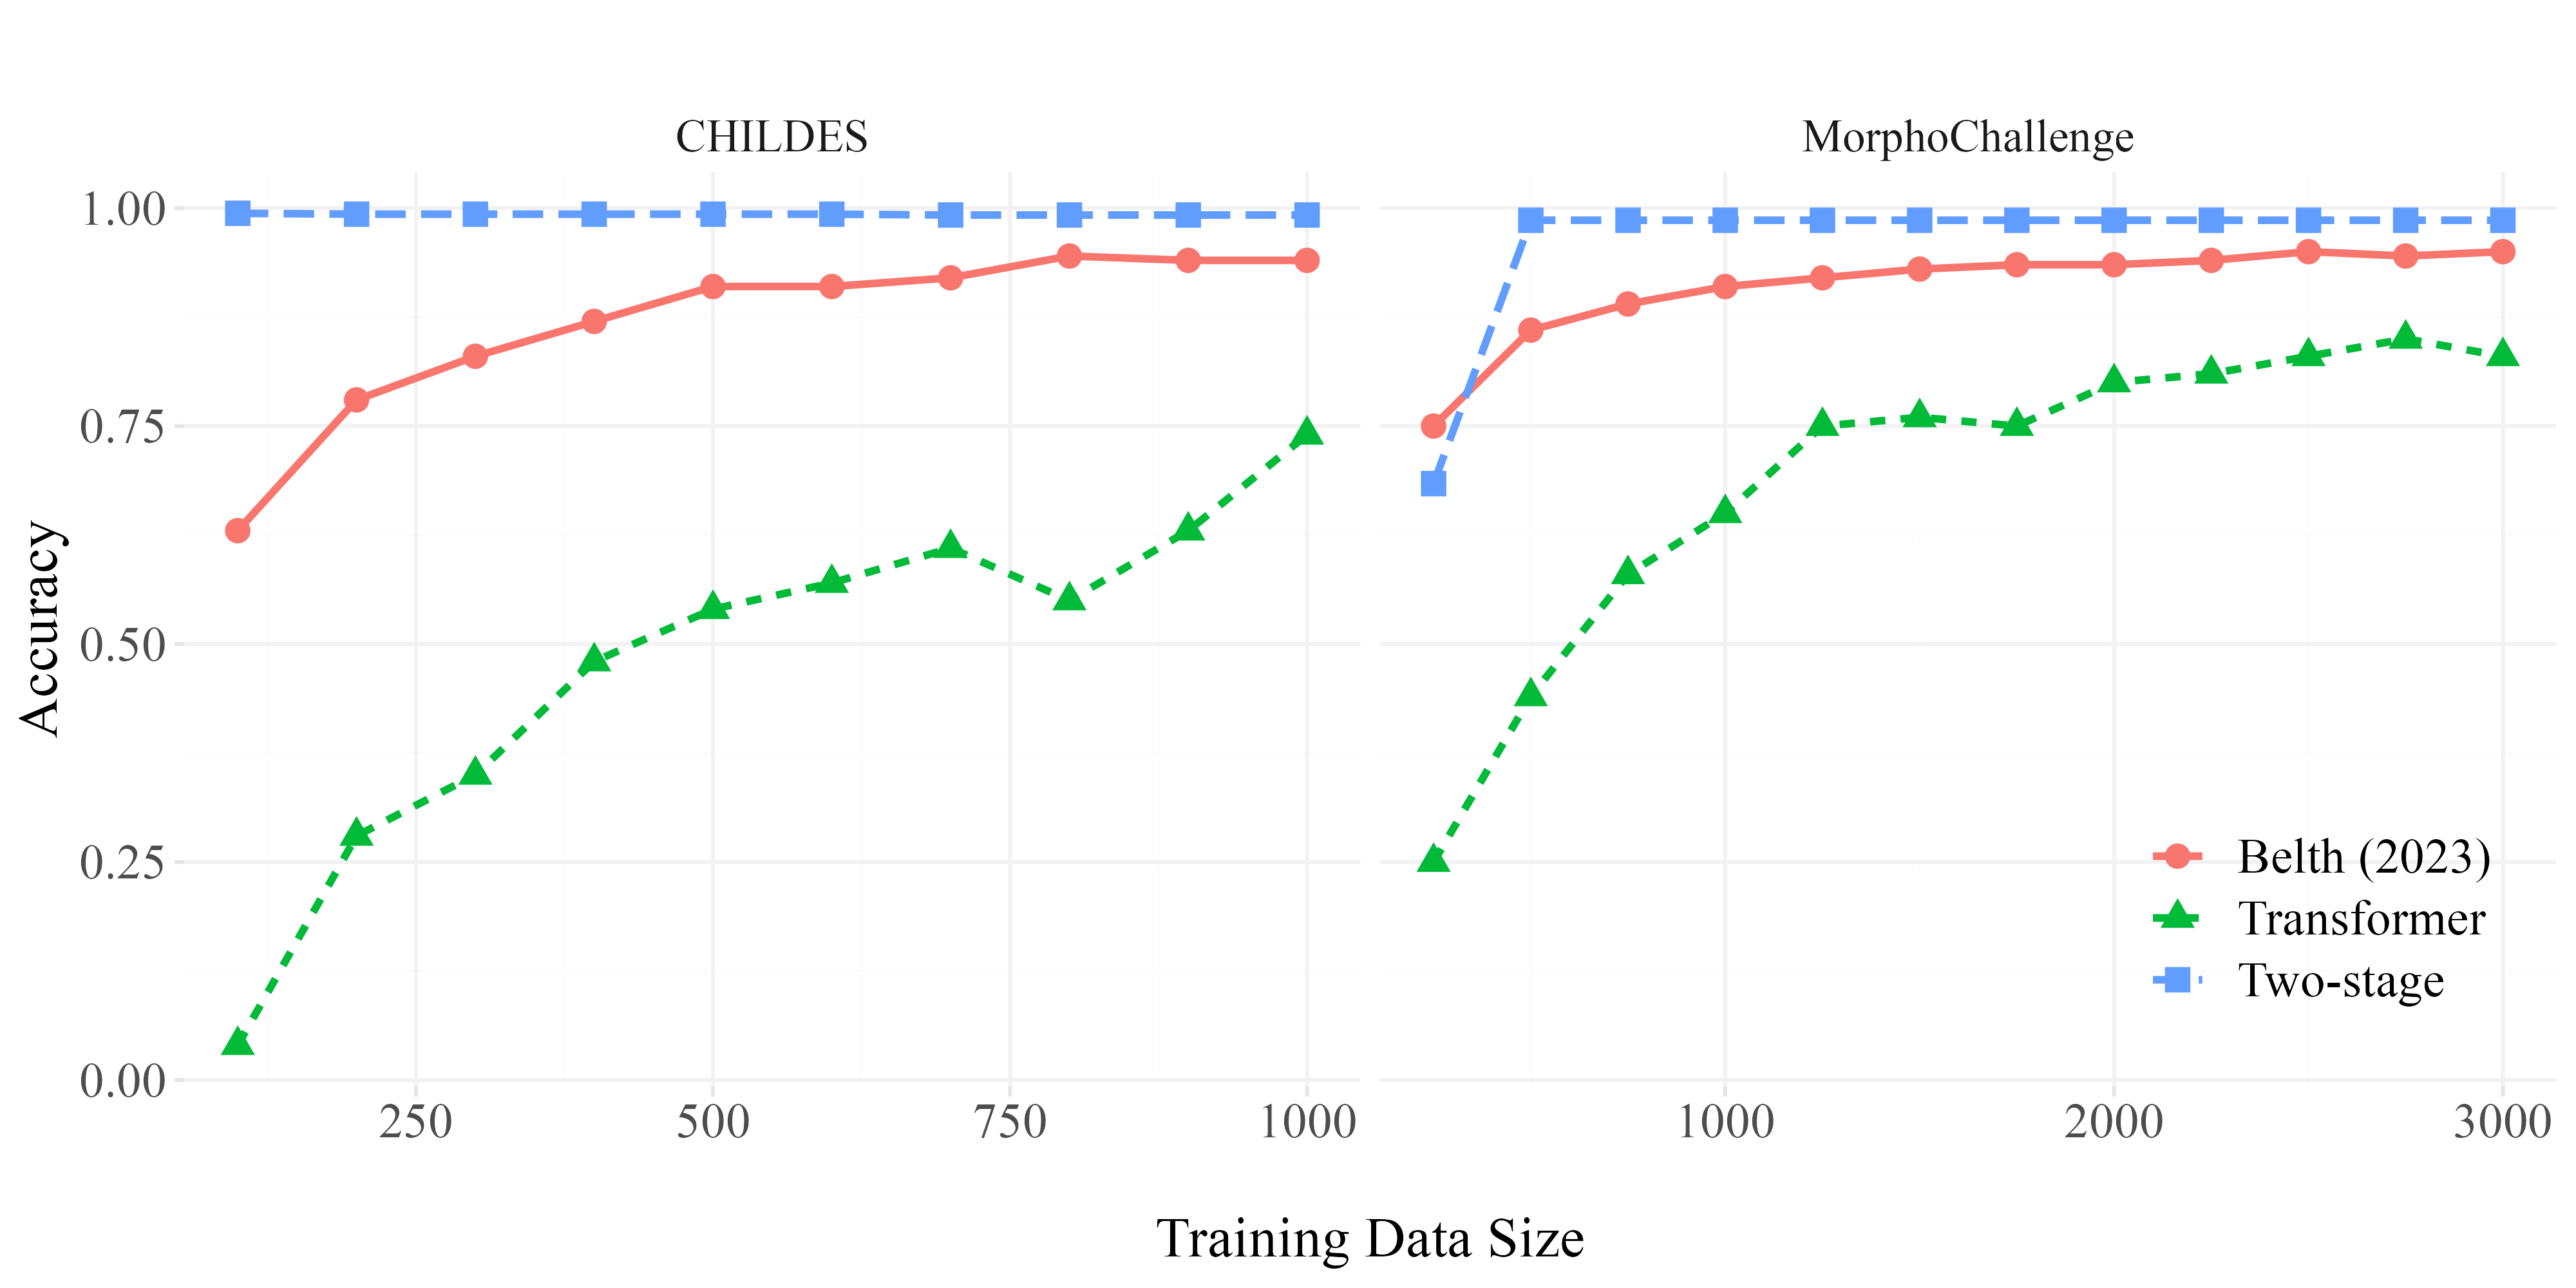 CHILDES
MorphoChallenge
1.00
0.75
0.50
0.25
0.00
Accuracy
250
500
750
1000
1000
2000
3000
Training Data Size
Belth (2023)
Transformer
Two-stage